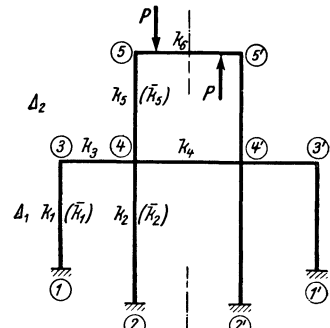 P
k₆
⑤ ⑤'
k₅ (k̄₅) P
Δ₂
③ k₃ ④ k₄ ④' ③'
Δ₁ k₁ (k̄₁) k₂ (k̄₂)
① ①'
② ②'